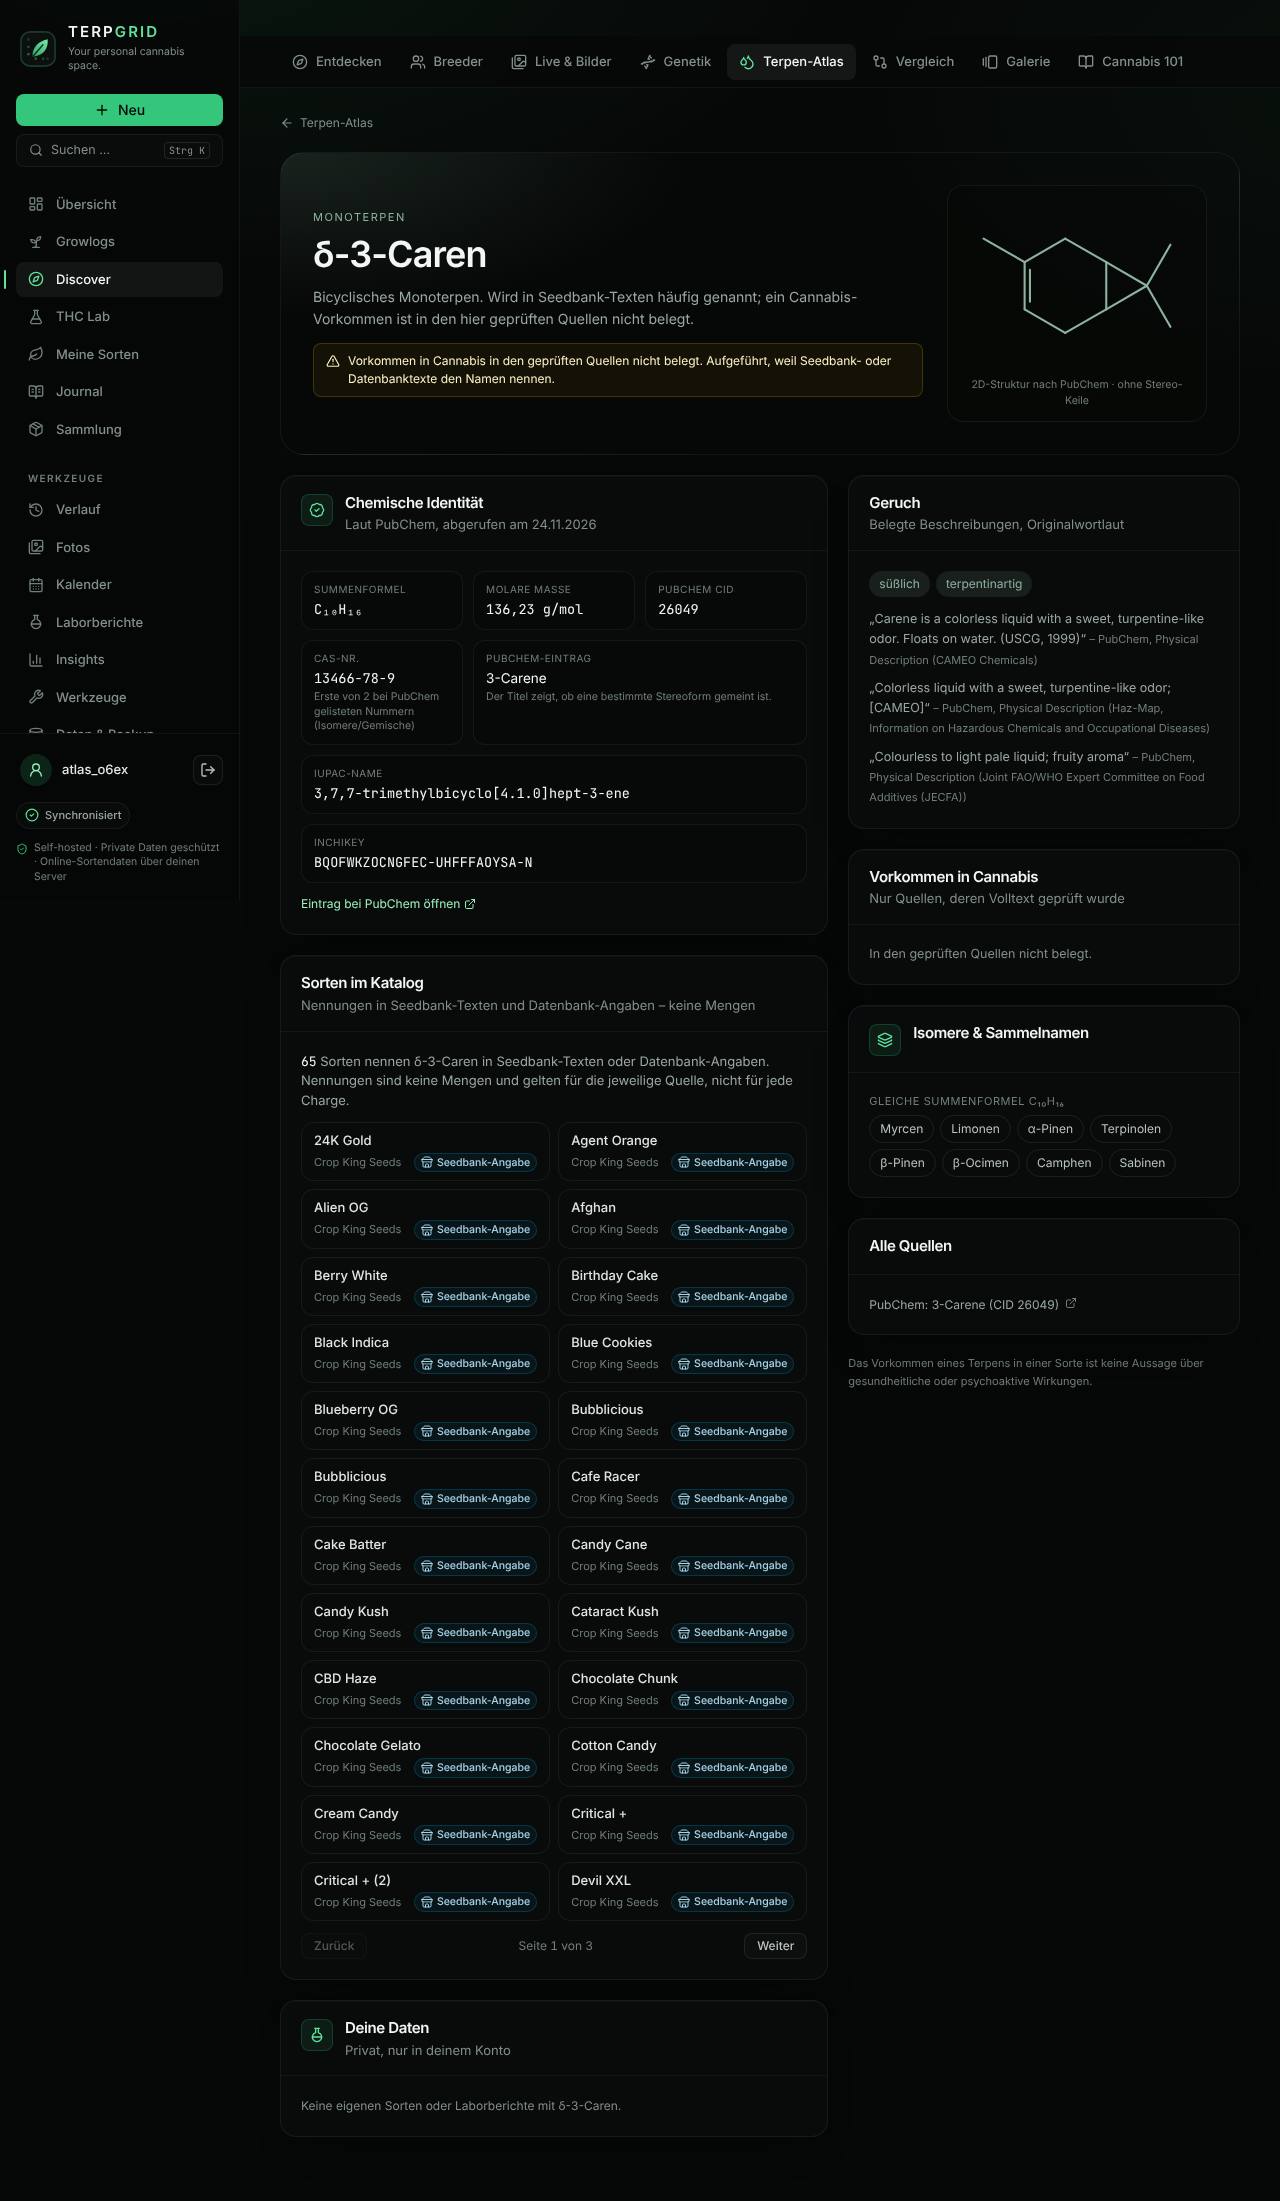 TERPGRID
Your personal cannabis
space.
Neu
Suchen ...
Strg K
Übersicht
Growlogs
Discover
THC Lab
Meine Sorten
Journal
Sammlung
WERKZEUGE
Verlauf
Fotos
Kalender
Laborberichte
Insights
Werkzeuge
Daten & Backup
atlas_o6ex
Synchronisiert
Self-hosted · Private Daten geschützt
· Online-Sortendaten über deinen
Server
Entdecken
Breeder
Live & Bilder
Genetik
Terpen-Atlas
Vergleich
Galerie
Cannabis 101
Terpen-Atlas
MONOTERPEN
δ-3-Caren
Bicyclisches Monoterpen. Wird in Seedbank-Texten häufig genannt; ein Cannabis-
Vorkommen ist in den hier geprüften Quellen nicht belegt.
Vorkommen in Cannabis in den geprüften Quellen nicht belegt. Aufgeführt, weil Seedbank- oder
Datenbanktexte den Namen nennen.
2D-Struktur nach PubChem · ohne Stereo-
Keile
Chemische Identität
Laut PubChem, abgerufen am 24.11.2026
SUMMENFORMEL
C₁₀H₁₆
MOLARE MASSE
136,23 g/mol
PUBCHEM CID
26049
CAS-NR.
13466-78-9
Erste von 2 bei PubChem
gelisteten Nummern
(Isomere/Gemische)
PUBCHEM-EINTRAG
3-Carene
Der Titel zeigt, ob eine bestimmte Stereoform gemeint ist.
IUPAC-NAME
3,7,7-trimethylbicyclo[4.1.0]hept-3-ene
INCHIKEY
BQOFWKZOCNGFEC-UHFFFAOYSA-N
Eintrag bei PubChem öffnen
Sorten im Katalog
Nennungen in Seedbank-Texten und Datenbank-Angaben – keine Mengen
65 Sorten nennen δ-3-Caren in Seedbank-Texten oder Datenbank-Angaben.
Nennungen sind keine Mengen und gelten für die jeweilige Quelle, nicht für jede
Charge.
24K Gold
Crop King Seeds Seedbank-Angabe
Agent Orange
Crop King Seeds Seedbank-Angabe
Alien OG
Crop King Seeds Seedbank-Angabe
Afghan
Crop King Seeds Seedbank-Angabe
Berry White
Crop King Seeds Seedbank-Angabe
Birthday Cake
Crop King Seeds Seedbank-Angabe
Black Indica
Crop King Seeds Seedbank-Angabe
Blue Cookies
Crop King Seeds Seedbank-Angabe
Blueberry OG
Crop King Seeds Seedbank-Angabe
Bubblicious
Crop King Seeds Seedbank-Angabe
Bubblicious
Crop King Seeds Seedbank-Angabe
Cafe Racer
Crop King Seeds Seedbank-Angabe
Cake Batter
Crop King Seeds Seedbank-Angabe
Candy Cane
Crop King Seeds Seedbank-Angabe
Candy Kush
Crop King Seeds Seedbank-Angabe
Cataract Kush
Crop King Seeds Seedbank-Angabe
CBD Haze
Crop King Seeds Seedbank-Angabe
Chocolate Chunk
Crop King Seeds Seedbank-Angabe
Chocolate Gelato
Crop King Seeds Seedbank-Angabe
Cotton Candy
Crop King Seeds Seedbank-Angabe
Cream Candy
Crop King Seeds Seedbank-Angabe
Critical +
Crop King Seeds Seedbank-Angabe
Critical + (2)
Crop King Seeds Seedbank-Angabe
Devil XXL
Crop King Seeds Seedbank-Angabe
Zurück
Seite 1 von 3
Weiter
Deine Daten
Privat, nur in deinem Konto
Keine eigenen Sorten oder Laborberichte mit δ-3-Caren.
Geruch
Belegte Beschreibungen, Originalwortlaut
süßlich
terpentinartig
„Carene is a colorless liquid with a sweet, turpentine-like
odor. Floats on water. (USCG, 1999)“ – PubChem, Physical
Description (CAMEO Chemicals)
„Colorless liquid with a sweet, turpentine-like odor;
[CAMEO]“ – PubChem, Physical Description (Haz-Map,
Information on Hazardous Chemicals and Occupational Diseases)
„Colourless to light pale liquid; fruity aroma“ – PubChem,
Physical Description (Joint FAO/WHO Expert Committee on Food
Additives (JECFA))
Vorkommen in Cannabis
Nur Quellen, deren Volltext geprüft wurde
In den geprüften Quellen nicht belegt.
Isomere & Sammelnamen
GLEICHE SUMMENFORMEL C₁₀H₁₆
Myrcen
Limonen
α-Pinen
Terpinolen
β-Pinen
β-Ocimen
Camphen
Sabinen
Alle Quellen
PubChem: 3-Carene (CID 26049)
Das Vorkommen eines Terpens in einer Sorte ist keine Aussage über
gesundheitliche oder psychoaktive Wirkungen.